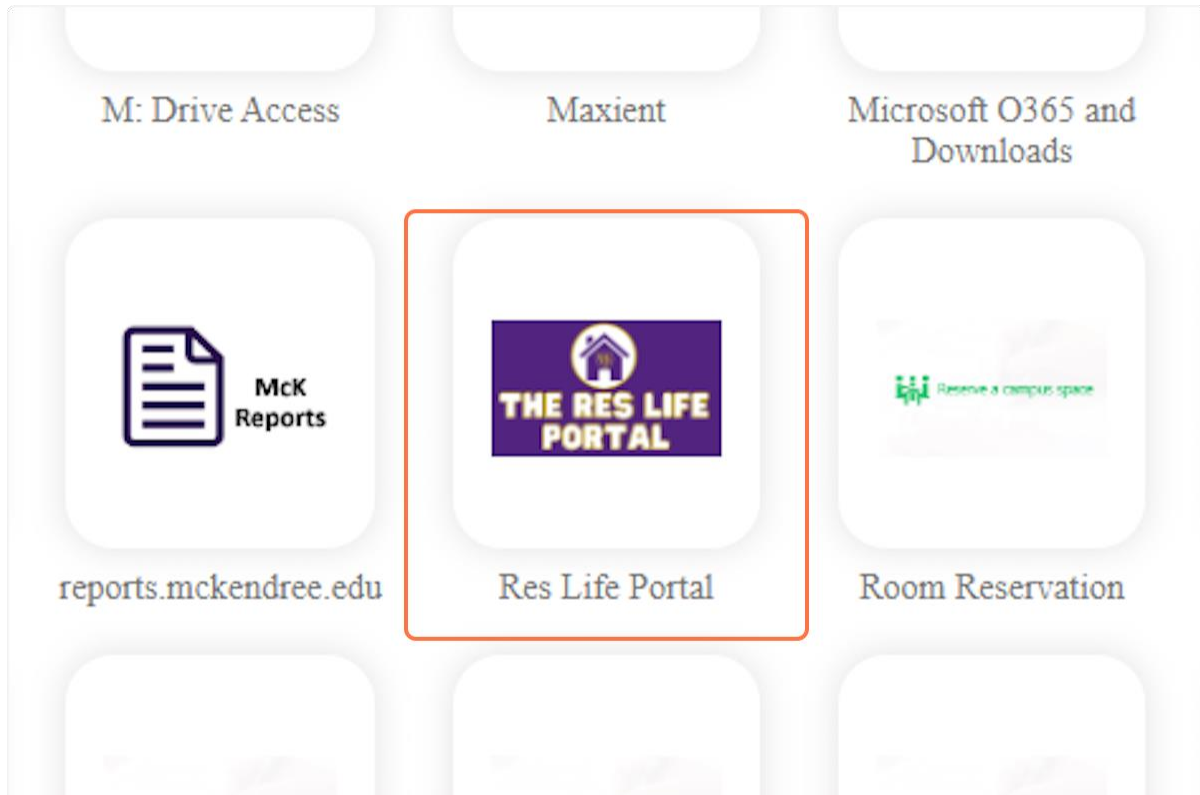 M: Drive Access
Maxient
Microsoft O365 and
Downloads
McK
Reports
THE RES LIFE
PORTAL
Reserve a campus space
reports.mckendree.edu
Res Life Portal
Room Reservation